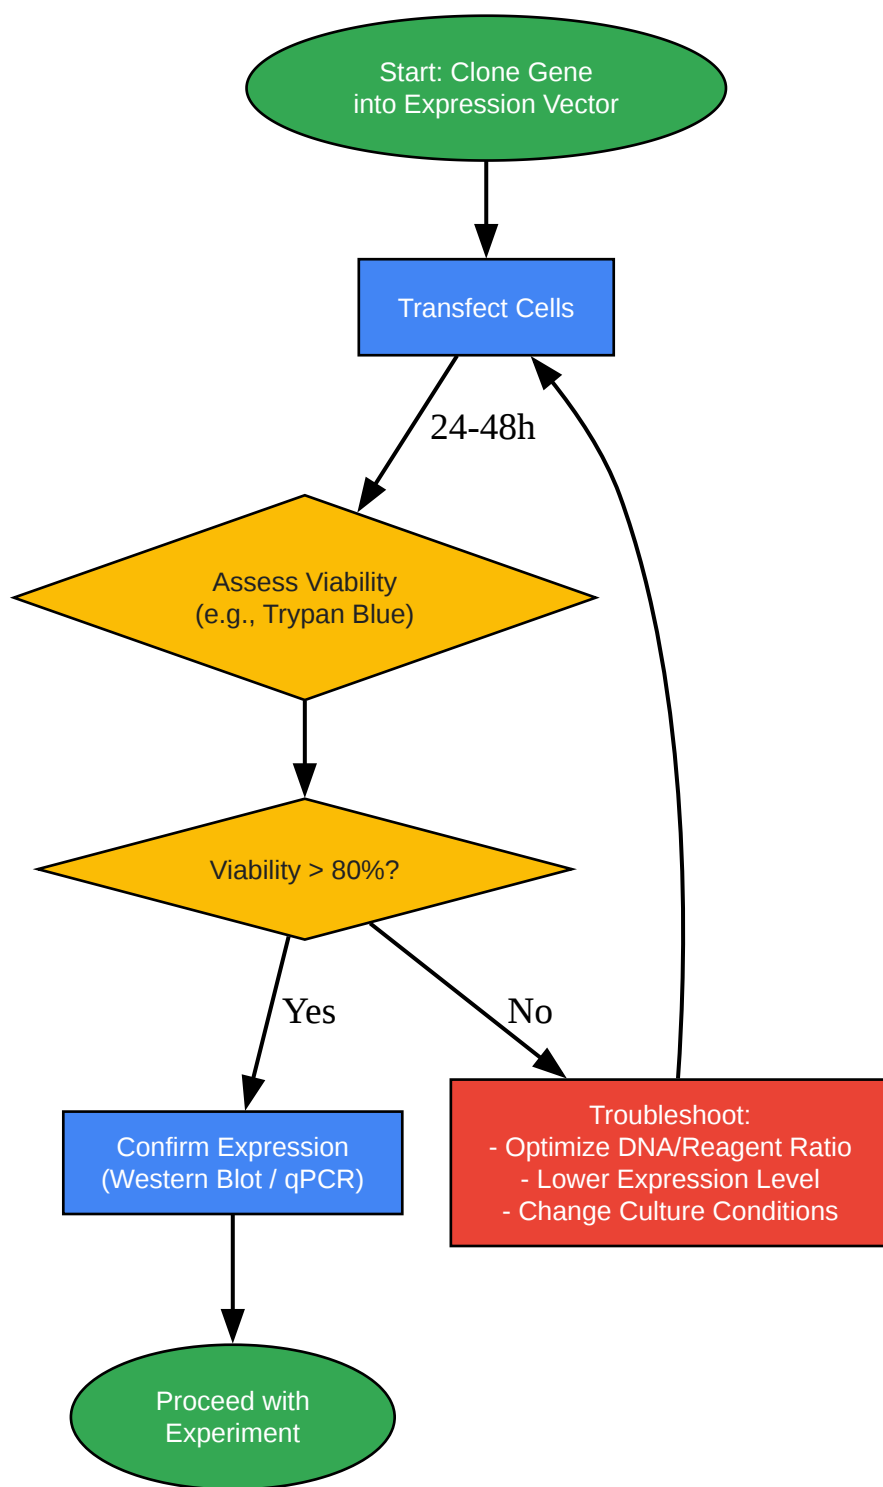 Start: Clone Gene
into Expression Vector
Transfect Cells
24-48h
Assess Viability
(e.g., Trypan Blue)
Viability > 80%?
Yes
No
Confirm Expression
(Western Blot / qPCR)
Troubleshoot:
- Optimize DNA/Reagent Ratio
- Lower Expression Level
- Change Culture Conditions
Proceed with
Experiment